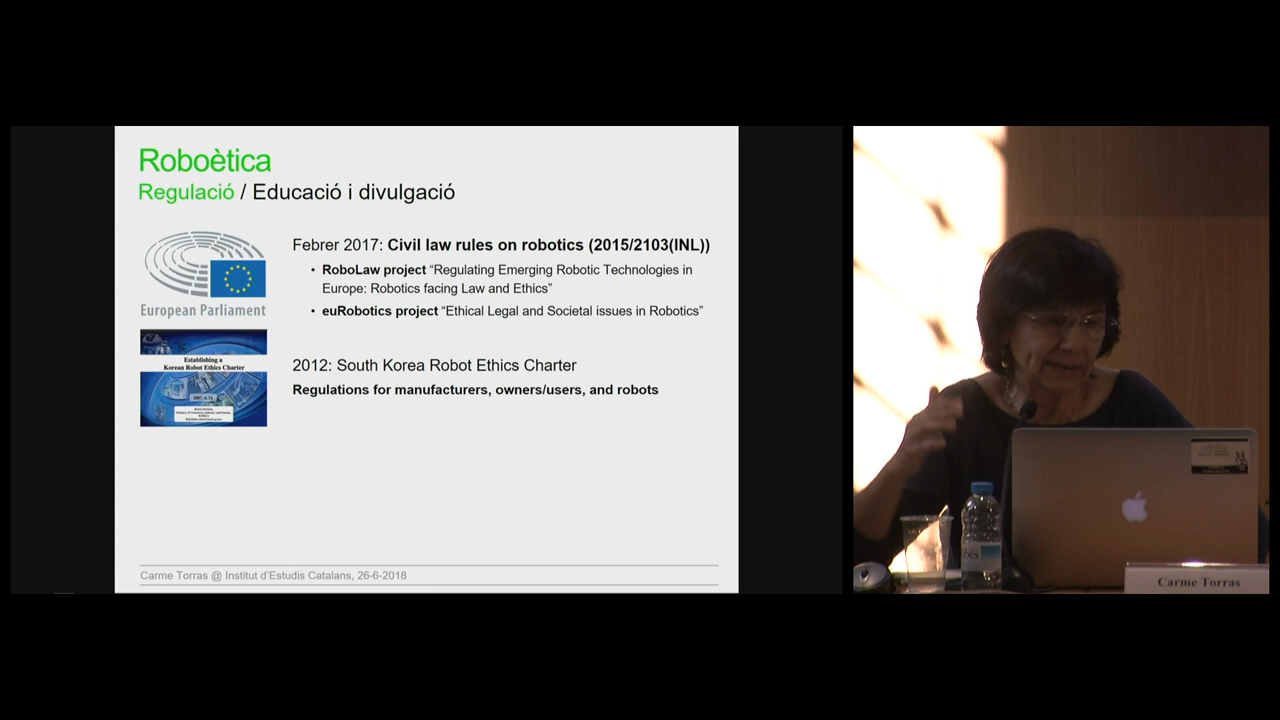 Roboètica
Regulació / Educació i divulgació
European Parliament
Febrer 2017: Civil law rules on robotics (2015/2103(INL))
• RoboLaw project “Regulating Emerging Robotic Technologies in
Europe: Robotics facing Law and Ethics”
• euRobotics project “Ethical Legal and Societal issues in Robotics”
Establishing a
Korean Robot Ethics Charter
2012: South Korea Robot Ethics Charter
Regulations for manufacturers, owners/users, and robots
Carme Torras @ Institut d’Estudis Catalans, 26-6-2018
Carme Torras